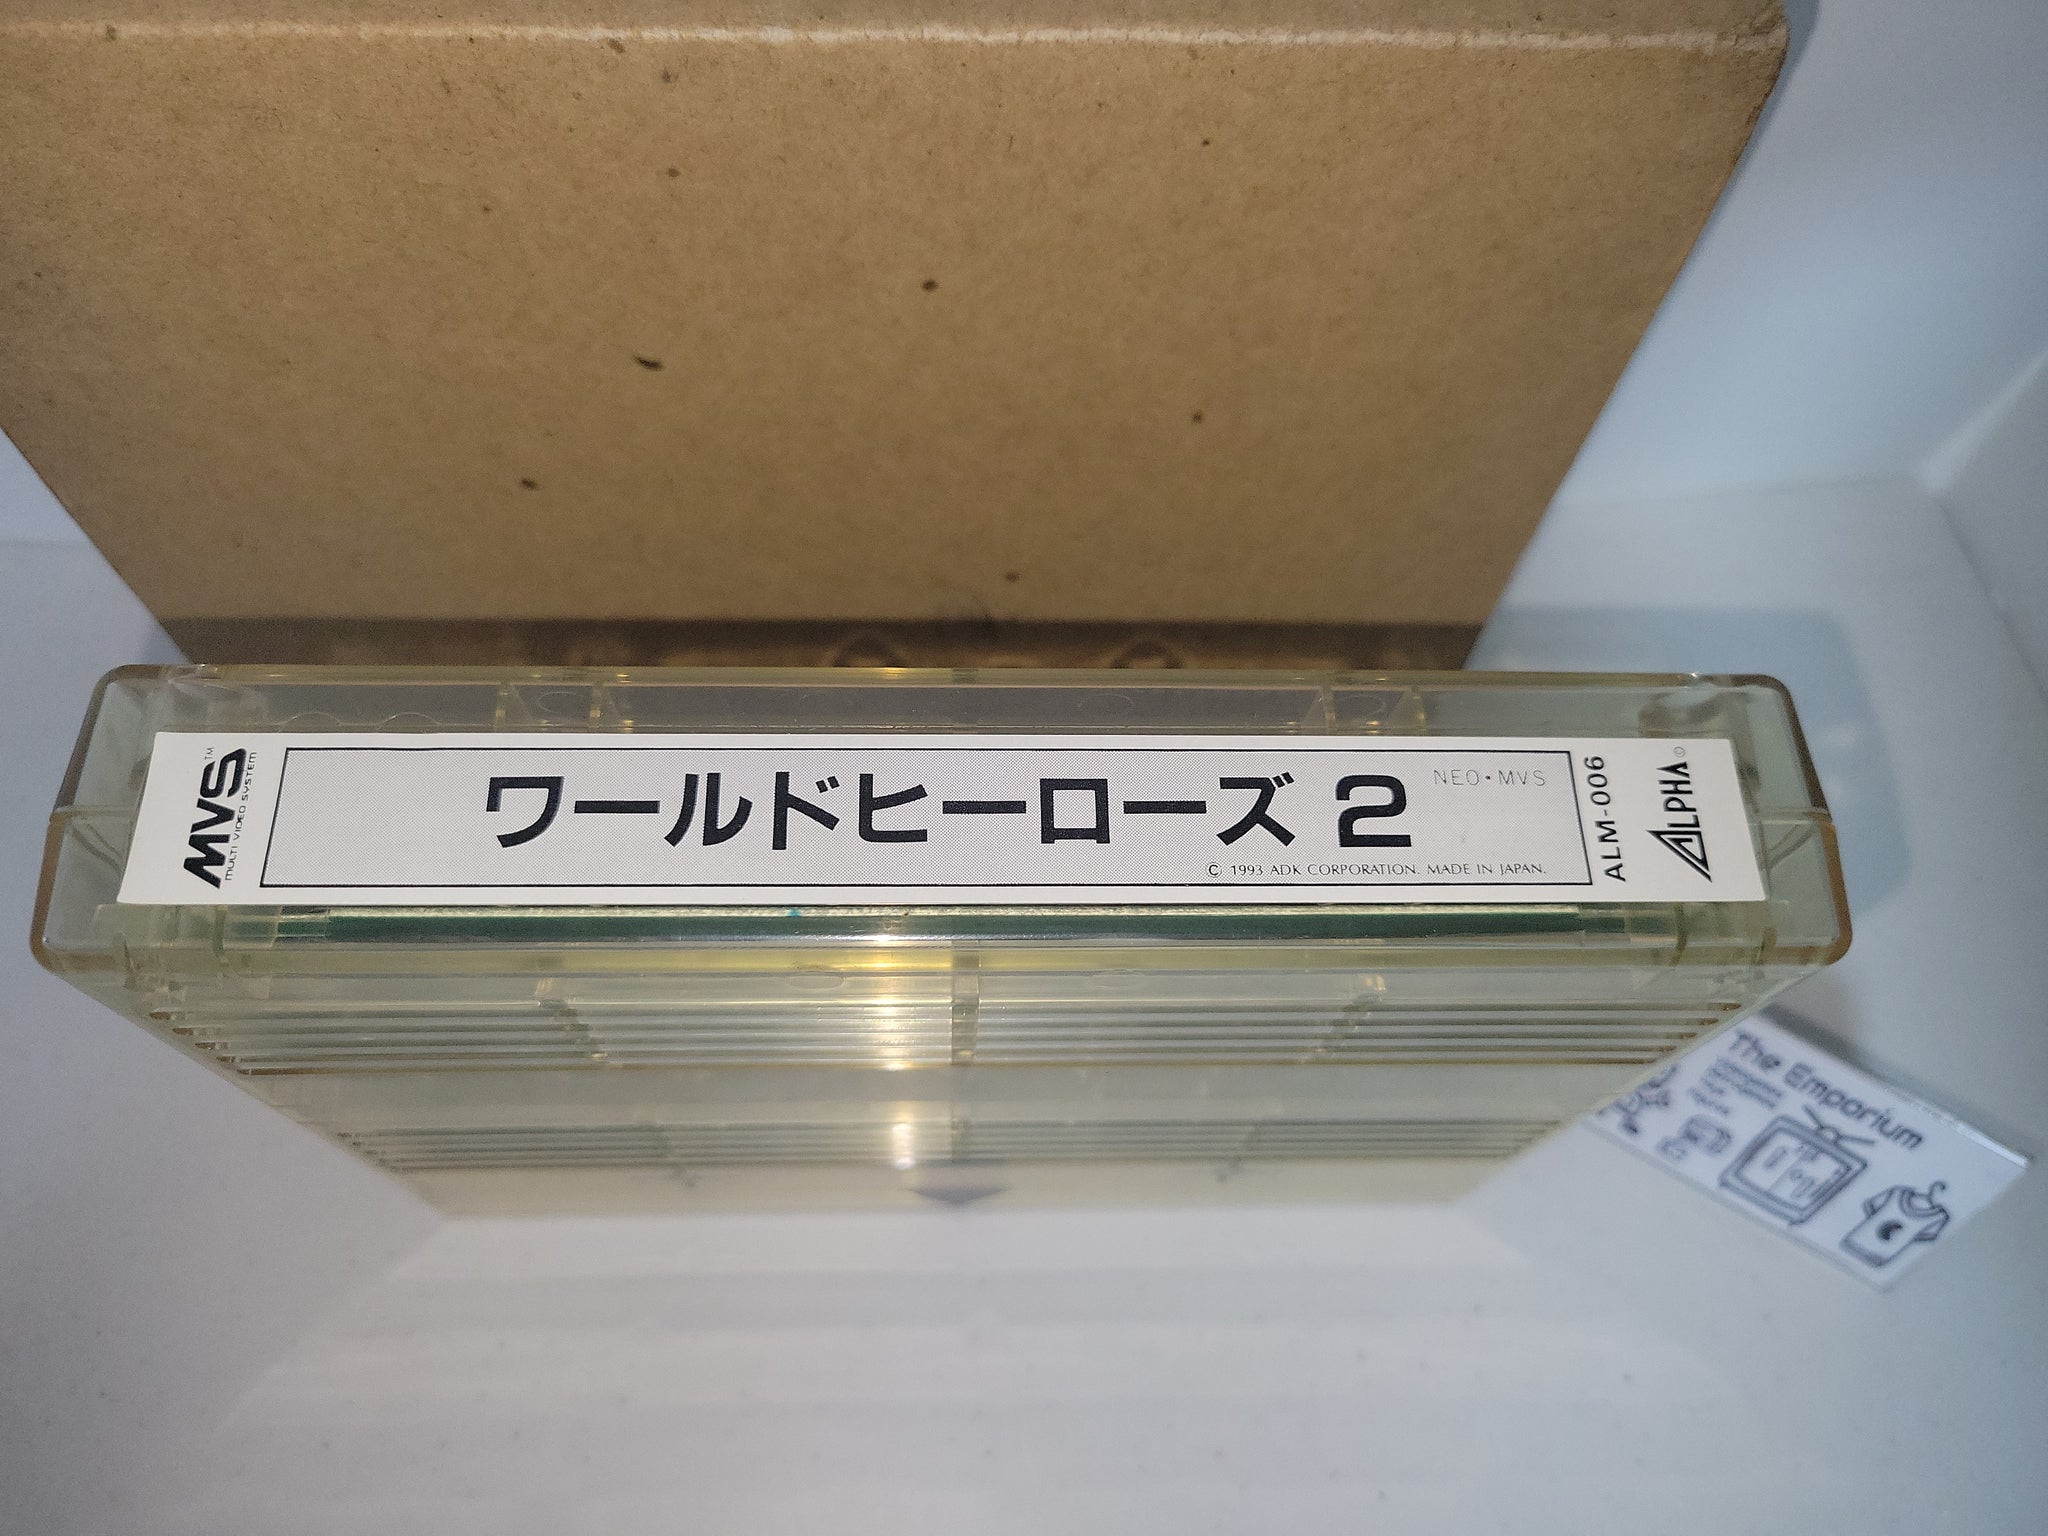 MVS™
MULTI VIDEO SYSTEM
ワールドヒーローズ2
NEO•MVS
© 1993 ADK CORPORATION. MADE IN JAPAN.
ALM-006
ALPHA©
The Emporium